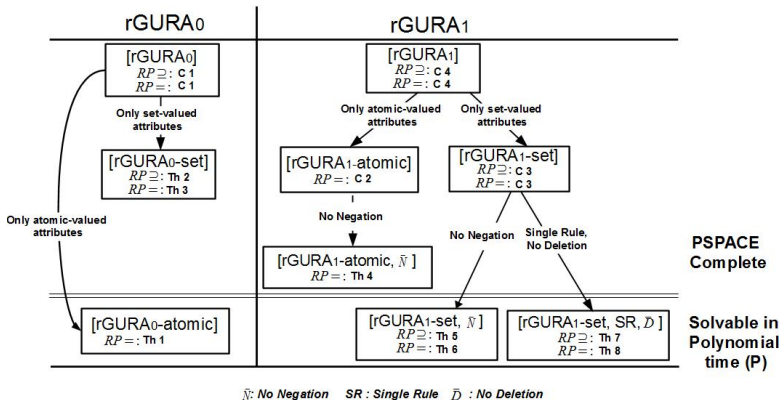 rGURA₀
rGURA₁
[rGURA₀]
RP⊇: C 1
RP=: C 1
[rGURA₁]
RP⊇: C 4
RP=: C 4
Only set-valued
attributes
Only atomic-valued
attributes
Only set-valued
attributes
[rGURA₀-set]
RP⊇: Th 2
RP=: Th 3
[rGURA₁-atomic]
RP=: C 2
[rGURA₁-set]
RP⊇: C 3
RP=: C 3
Only atomic-valued
attributes
No Negation
No Negation
Single Rule,
No Deletion
[rGURA₁-atomic, N̄ ]
RP=: Th 4
PSPACE
Complete
[rGURA₀-atomic]
RP=: Th 1
[rGURA₁-set, N̄ ]
RP⊇: Th 5
RP=: Th 6
[rGURA₁-set, SR, D̄ ]
RP⊇: Th 7
RP=: Th 8
Solvable in
Polynomial
time (P)
N̄: No Negation SR : Single Rule D̄ : No Deletion